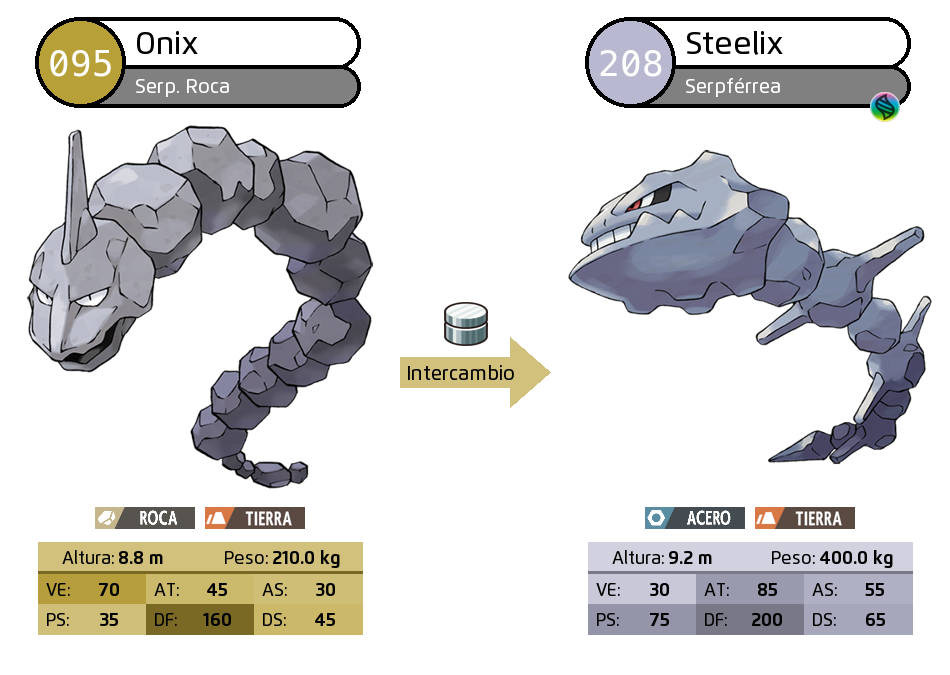 095 Onix
Serp. Roca
208 Steelix
Serpférrea
Intercambio
ROCA TIERRA
Altura: 8.8 m Peso: 210.0 kg
VE: 70 AT: 45 AS: 30
PS: 35 DF: 160 DS: 45
ACERO TIERRA
Altura: 9.2 m Peso: 400.0 kg
VE: 30 AT: 85 AS: 55
PS: 75 DF: 200 DS: 65